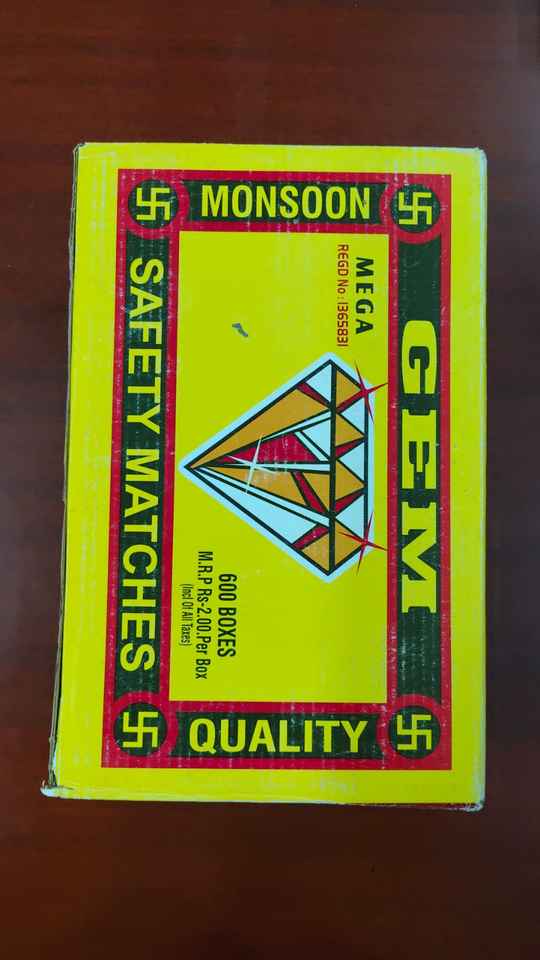 GEM
MEGA
REGD No : 1365831
MONSOON
QUALITY
600 BOXES
M.R.P Rs-2.00.Per Box
(Incl Of All Taxes)
SAFETY MATCHES